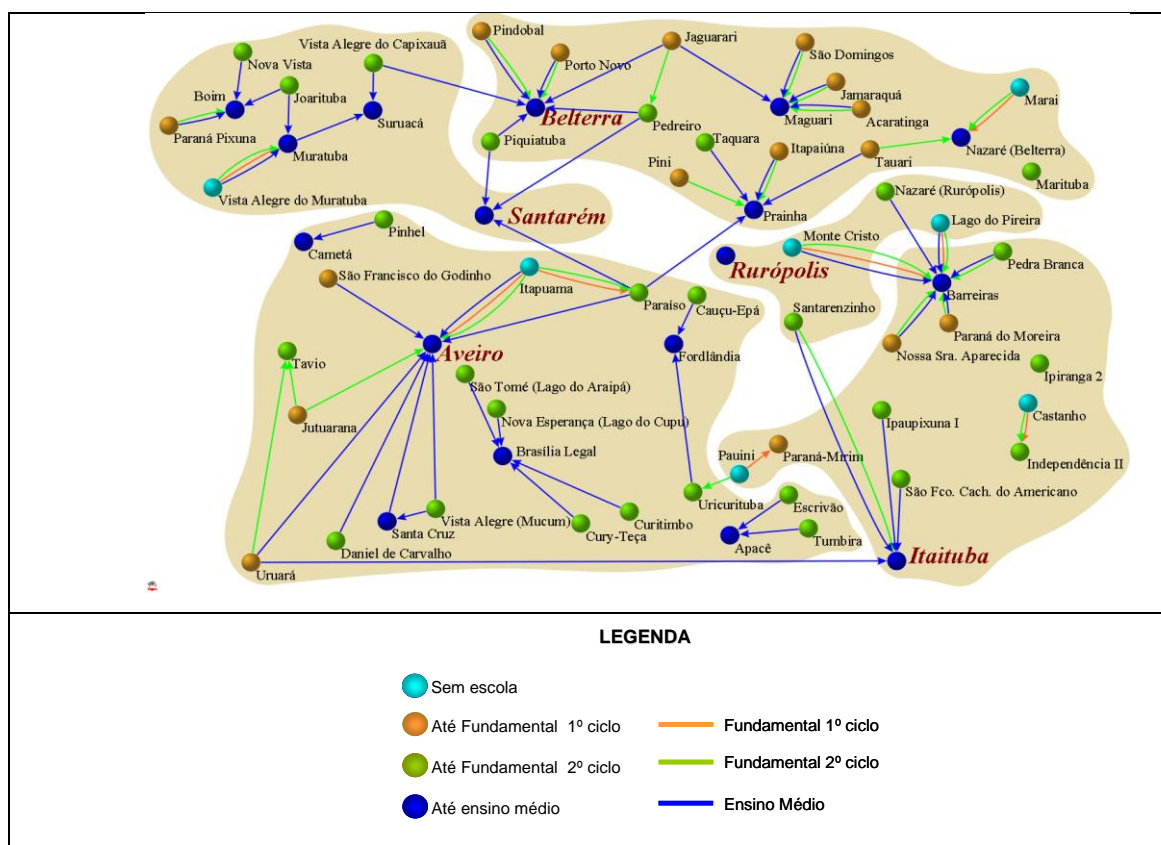 Pindobal
Jaguarari
Vista Alegre do Capixauã
São Domingos
Nova Vista
Porto Novo
Boim
Joarituba
Jamaraquá
Marai
Suruacá
Belterra
Maguari
Acaratinga
Paraná Pixuna
Pedreiro
Muratuba
Piquiatuba
Taquara
Itapaiúna
Nazaré (Belterra)
Pini
Tauari
Marituba
Vista Alegre do Muratuba
Nazaré (Rurópolis)
Santarém
Prainha
Pinhel
Monte Cristo
Lago do Pireira
Cametá
Rurópolis
Pedra Branca
São Francisco do Godinho
Itapuama
Barreiras
Paraíso
Cauçu-Epá
Santarenzinho
Paraná do Moreira
Aveiro
Fordlândia
Nossa Sra. Aparecida
Tavio
Ipiranga 2
São Tomé (Lago do Araipá)
Castanho
Jutuarana
Nova Esperança (Lago do Cupu)
Ipaupixuna I
Brasília Legal
Pauini
Paraná-Mirim
Independência II
São Fco. Cach. do Americano
Uricurituba
Escrivão
Santa Cruz
Vista Alegre (Mucum)
Curitimbo
Cury-Teça
Daniel de Carvalho
Apacê
Tumbira
Uruará
Itaituba
LEGENDA
Sem escola
Até Fundamental 1º ciclo
Fundamental 1º ciclo
Até Fundamental 2º ciclo
Fundamental 2º ciclo
Até ensino médio
Ensino Médio